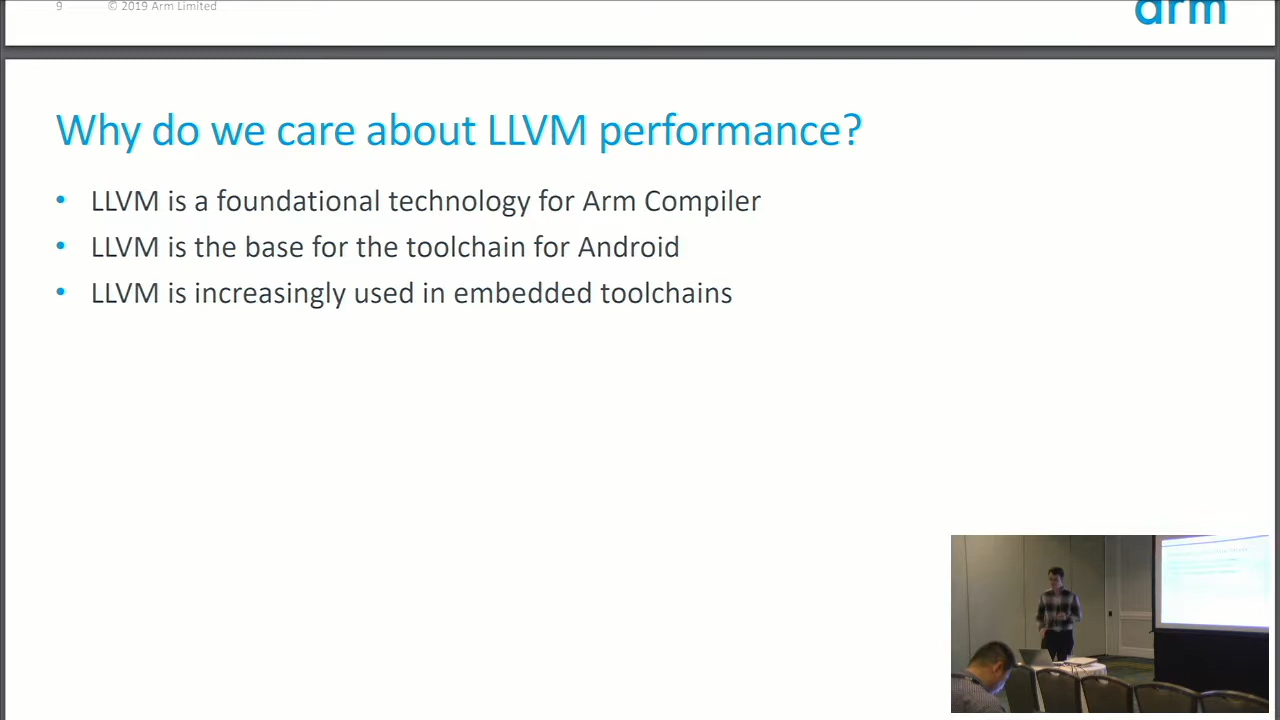 9 © 2019 Arm Limited
arm
Why do we care about LLVM performance?
• LLVM is a foundational technology for Arm Compiler
• LLVM is the base for the toolchain for Android
• LLVM is increasingly used in embedded toolchains